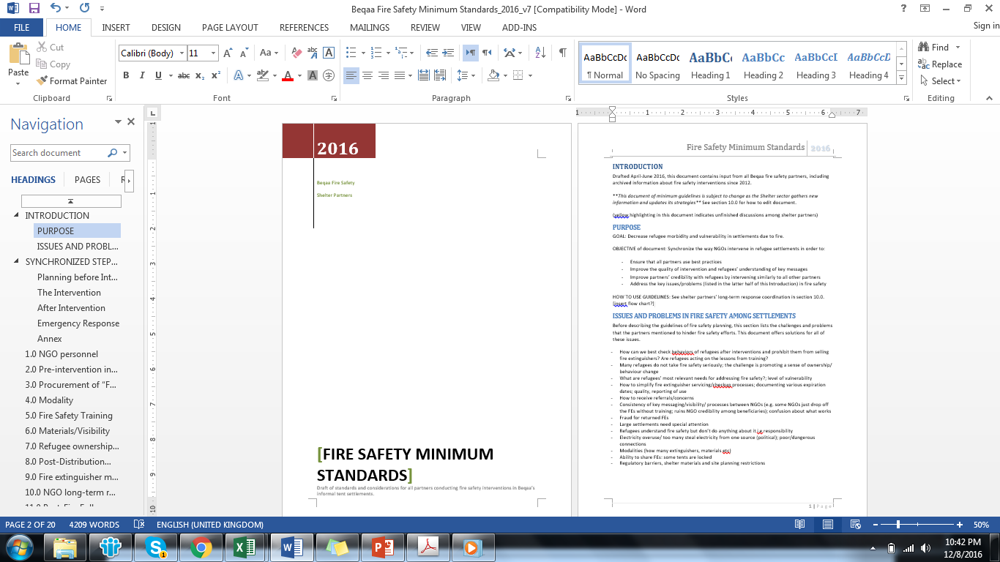 Beqaa Fire Safety Minimum Standards_2016_v7 [Compatibility Mode] - Word
FILE HOME INSERT DESIGN PAGE LAYOUT REFERENCES MAILINGS REVIEW VIEW ADD-INS Sign in
Paste
Cut
Copy
Format Painter
Clipboard
Calibri (Body) 11
Font
Paragraph
AaBbCcDc AaBbCcDc AaBbCc AaBbCc AaBbCcI AaBbCcD
¶ Normal No Spacing Heading 1 Heading 2 Heading 3 Heading 4
Styles
Find
Replace
Select
Editing
Navigation
Search document
HEADINGS PAGES R
INTRODUCTION
PURPOSE
ISSUES AND PROBL...
SYNCHRONIZED STEP...
Planning before Int...
The Intervention
After Intervention
Emergency Response
Annex
1.0 NGO personnel
2.0 Pre-intervention in...
3.0 Procurement of “F...
4.0 Modality
5.0 Fire Safety Training
6.0 Materials/Visibility
7.0 Refugee ownership...
8.0 Post-Distribution...
9.0 Fire extinguisher m...
10.0 NGO long-term r...
2016
Beqaa Fire Safety
Shelter Partners
[FIRE SAFETY MINIMUM
STANDARDS]
Draft of standards and considerations for all partners conducting fire safety interventions in Beqaa’s
informal tent settlements.
1 1 2 3 4 5 6 7
Fire Safety Minimum Standards 2016
INTRODUCTION
Drafted April-June 2016, this document contains input from all Beqaa fire safety partners, including
archived information about fire safety interventions since 2012.
**This document of minimum guidelines is subject to change as the Shelter sector gathers new
information and updates its strategies** See section 10.0 for how to edit document.
(yellow highlighting in this document indicates unfinished discussions among shelter partners)
PURPOSE
GOAL: Decrease refugee morbidity and vulnerability in settlements due to fire.
OBJECTIVE of document: Synchronize the way NGOs intervene in refugee settlements in order to:
- Ensure that all partners use best practices
- Improve the quality of intervention and refugees’ understanding of key messages
- Improve partners’ credibility with refugees by intervening similarly to all other partners
- Address the key issues/problems (listed in the latter half of this Introduction) in fire safety
HOW TO USE GUIDELINES: See shelter partners’ long-term response coordination in section 10.0.
[insert flow chart?]
ISSUES AND PROBLEMS IN FIRE SAFETY AMONG SETTLEMENTS
Before describing the guidelines of fire safety planning, this section lists the challenges and problems
that the partners mentioned to hinder fire safety efforts. This document offers solutions for all of
these issues.
- How can we best check behaviors of refugees after interventions and prohibit them from selling
fire extinguishers? Are refugees acting on the lessons from training?
- Many refugees do not take fire safety seriously; the challenge is promoting a sense of ownership/
behaviour change
- What are refugees’ most relevant needs for addressing fire safety?; level of vulnerability
- How to simplify fire extinguisher servicing/checkup processes; documenting various expiration
dates; quality, reporting of use
- How to receive referrals/concerns
- Consistency of key messaging/visibility/ processes between NGOs (e.g. some NGOs just drop off
the FEs without training; ruins NGO credibility among beneficiaries); confusion about what works
- Fraud for returned FEs
- Large settlements need special attention
- Refugees understand fire safety but don’t do anything about it i.e responsibility
- Electricity overuse/ too many steal electricity from one source (political); poor/dangerous
connections
- Modalities (how many extinguishers, materials etc)
- Ability to share FEs: some tents are locked
- Regulatory barriers, shelter materials and site planning restrictions
1 | Page
PAGE 2 OF 20 4209 WORDS ENGLISH (UNITED KINGDOM) 50%
10:42 PM
12/8/2016